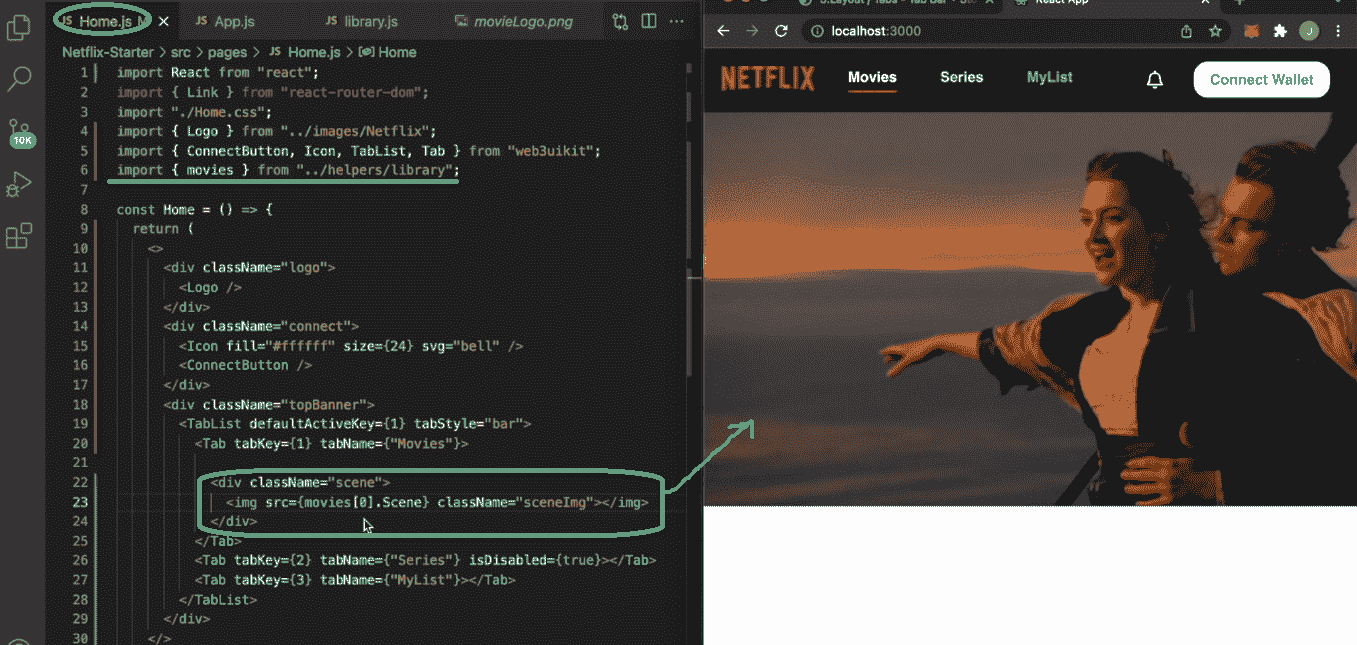 Home.js M
App.js
library.js
movieLogo.png
Netflix-Starter > src > pages > JS Home.js > Home
1 import React from "react";
2 import { Link } from "react-router-dom";
3 import "./Home.css";
4 import { Logo } from "../images/Netflix";
5 import { ConnectButton, Icon, TabList, Tab } from "web3uikit";
6 import { movies } from "../helpers/library";
7
8 const Home = () => {
9 return (
10 <>
11 <div className="logo">
12 <Logo />
13 </div>
14 <div className="connect">
15 <Icon fill="#ffffff" size={24} svg="bell" />
16 <ConnectButton />
17 </div>
18 <div className="topBanner">
19 <TabList defaultActiveKey={1} tabStyle="bar">
20 <Tab tabKey={1} tabName={"Movies"}>
21
22 <div className="scene">
23 <img src={movies[0].Scene} className="sceneImg"></img>
24 </div>
25 </Tab>
26 <Tab tabKey={2} tabName={"Series"} isDisabled={true}></Tab>
27 <Tab tabKey={3} tabName={"MyList"}></Tab>
28 </TabList>
29 </div>
30 </>
10K
React App
localhost:3000
J
NETFLIX
Movies
Series
MyList
Connect Wallet